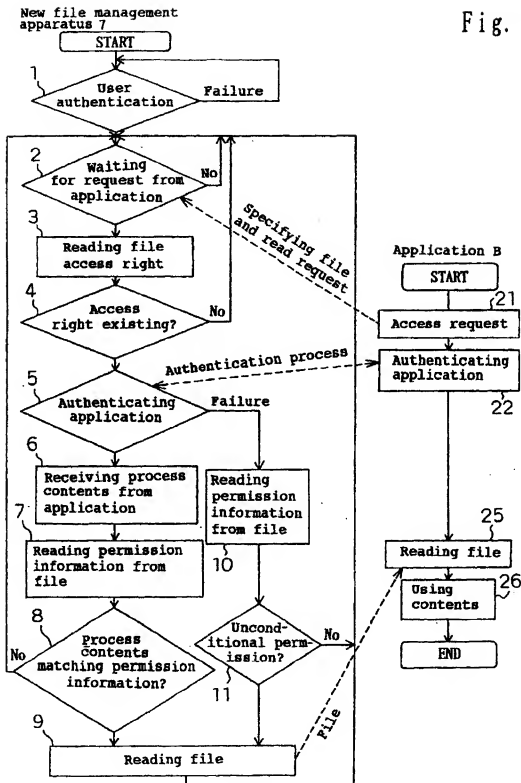 New file management
apparatus 7
START
Fig.
1
User
authentication
Failure
2
Waiting
for request from
application
No
3
Reading file
access right
Specifying file
and read request
4
Access
right existing?
No
Application B
START
21
Access request
Authentication process
5
Authenticating
application
Failure
Authenticating
application
22
6
Receiving process
contents from
application
Reading
permission
information
from file
10
7
Reading permission
information from
file
25
Reading file
26
Using
contents
8
Process
contents
matching permission
information?
No
Uncond-
itional perm-
ission?
No
11
END
9
Reading file
File